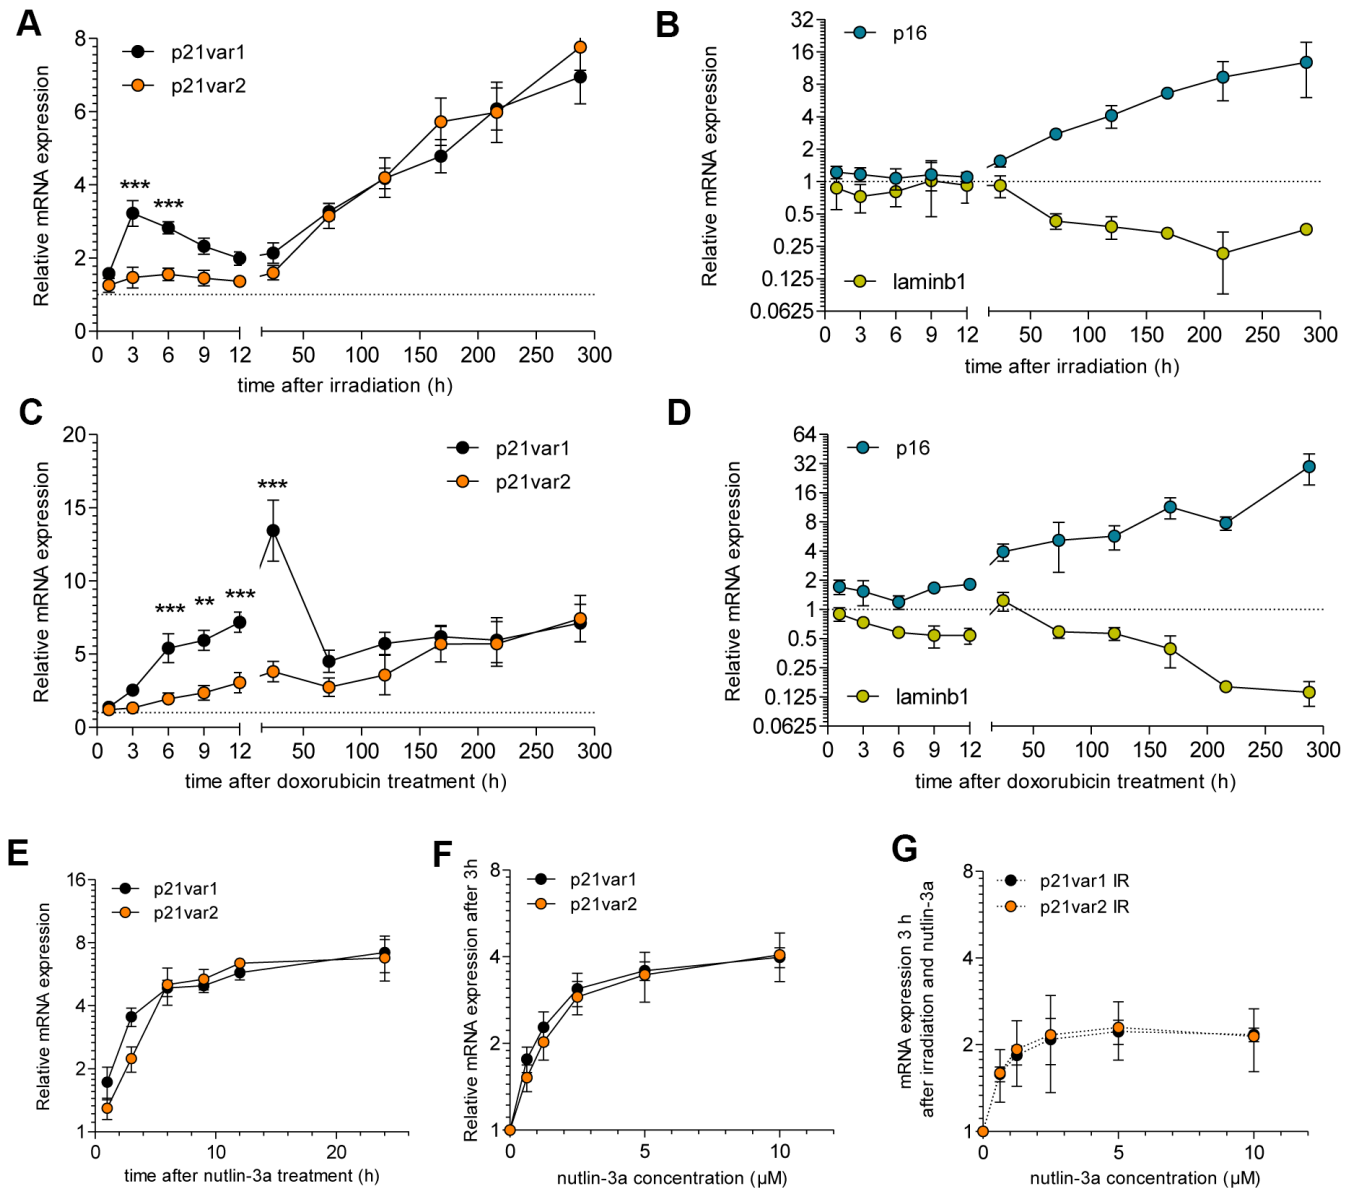 A
p21var1
p21var2
***
***
Relative mRNA expression
8
6
4
2
0
0 3 6 9 12 50 100 150 200 250 300
time after irradiation (h)
B
p16
laminb1
Relative mRNA expression
32
16
8
4
2
1
0.5
0.25
0.125
0.0625
0 3 6 9 12 50 100 150 200 250 300
time after irradiation (h)
C
p21var1
p21var2
***
*** ** ***
Relative mRNA expression
20
15
10
5
0
0 3 6 9 12 50 100 150 200 250 300
time after doxorubicin treatment (h)
D
p16
laminb1
Relative mRNA expression
64
32
16
8
4
2
1
0.5
0.25
0.125
0.0625
0 3 6 9 12 50 100 150 200 250 300
time after doxorubicin treatment (h)
E
p21var1
p21var2
Relative mRNA expression
16
8
4
2
1
0 10 20
time after nutlin-3a treatment (h)
F
p21var1
p21var2
Relative mRNA expression after 3h
8
4
2
1
0 5 10
nutlin-3a concentration (µM)
G
p21var1 IR
p21var2 IR
mRNA expression 3 h
after irradiation and nutlin-3a
8
4
2
1
0 5 10
nutlin-3a concentration (µM)